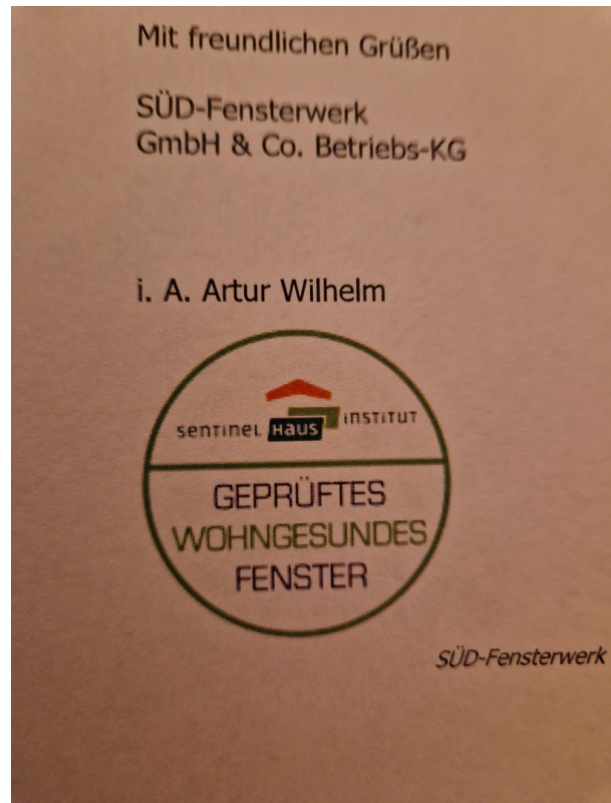 Mit freundlichen Grüßen
SÜD-Fensterwerk
GmbH & Co. Betriebs-KG
i. A. Artur Wilhelm
SENTINEL HAUS INSTITUT
GEPRÜFTES
WOHNGESUNDES
FENSTER
SÜD-Fensterwerk